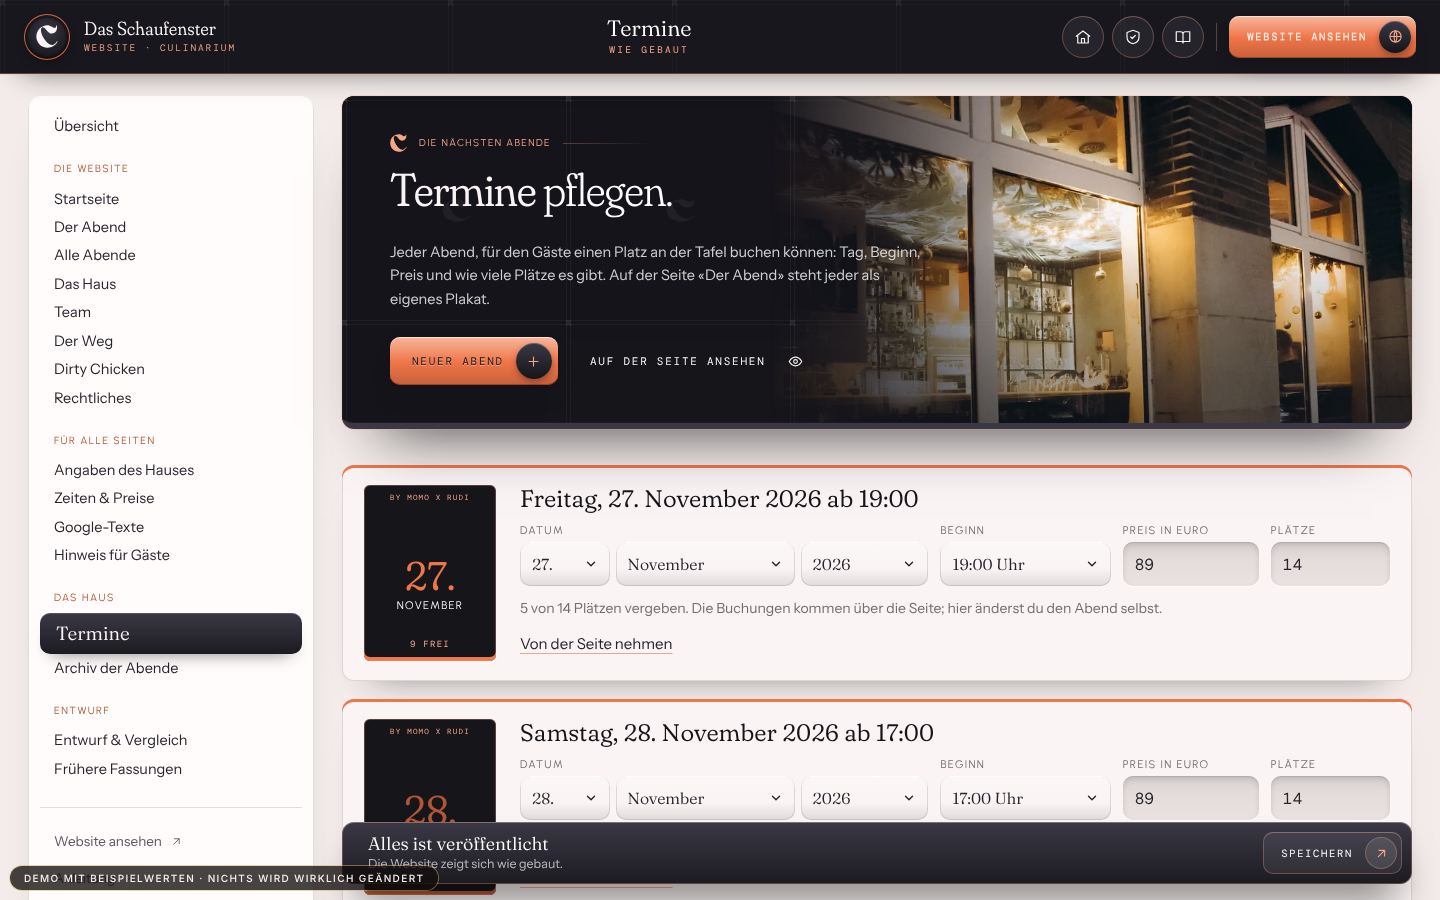 Das Schaufenster
WEBSITE · CULINARIUM
Termine
WIE GEBAUT
WEBSITE ANSEHEN
Übersicht
DIE WEBSITE
Startseite
Der Abend
Alle Abende
Das Haus
Team
Der Weg
Dirty Chicken
Rechtliches
FÜR ALLE SEITEN
Angaben des Hauses
Zeiten & Preise
Google-Texte
Hinweis für Gäste
DAS HAUS
Termine
Archiv der Abende
ENTWURF
Entwurf & Vergleich
Frühere Fassungen
Website ansehen
DEMO MIT BEISPIELWERTEN · NICHTS WIRD WIRKLICH GEÄNDERT
DIE NÄCHSTEN ABENDE
Termine pflegen.
Jeder Abend, für den Gäste einen Platz an der Tafel buchen können: Tag, Beginn,
Preis und wie viele Plätze es gibt. Auf der Seite «Der Abend» steht jeder als
eigenes Plakat.
NEUER ABEND
AUF DER SEITE ANSEHEN
BY MOMO X RUDI
27.
NOVEMBER
9 FREI
Freitag, 27. November 2026 ab 19:00
DATUM BEGINN PREIS IN EURO PLÄTZE
27. November 2026 19:00 Uhr 89 14
5 von 14 Plätzen vergeben. Die Buchungen kommen über die Seite; hier änderst du den Abend selbst.
Von der Seite nehmen
BY MOMO X RUDI
28.
Samstag, 28. November 2026 ab 17:00
DATUM BEGINN PREIS IN EURO PLÄTZE
28. November 2026 17:00 Uhr 89 14
Alles ist veröffentlicht
Die Website zeigt sich wie gebaut.
SPEICHERN